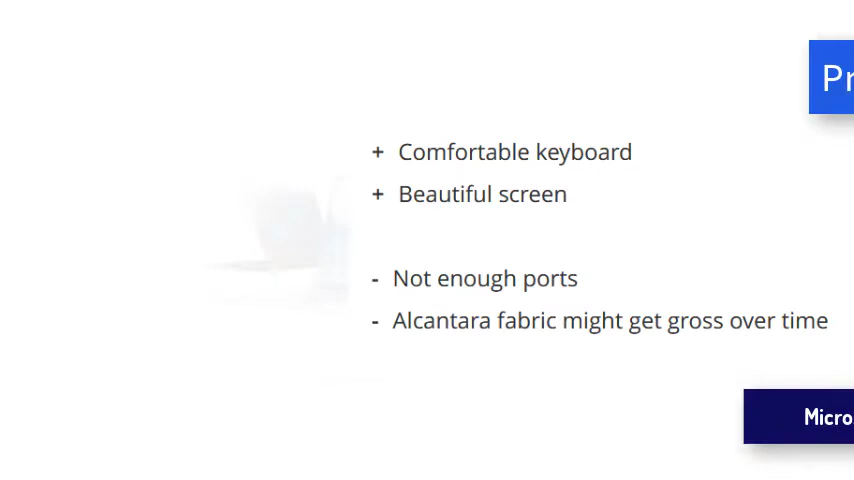 Pr
+ Comfortable keyboard
+ Beautiful screen
- Not enough ports
- Alcantara fabric might get gross over time
Micro